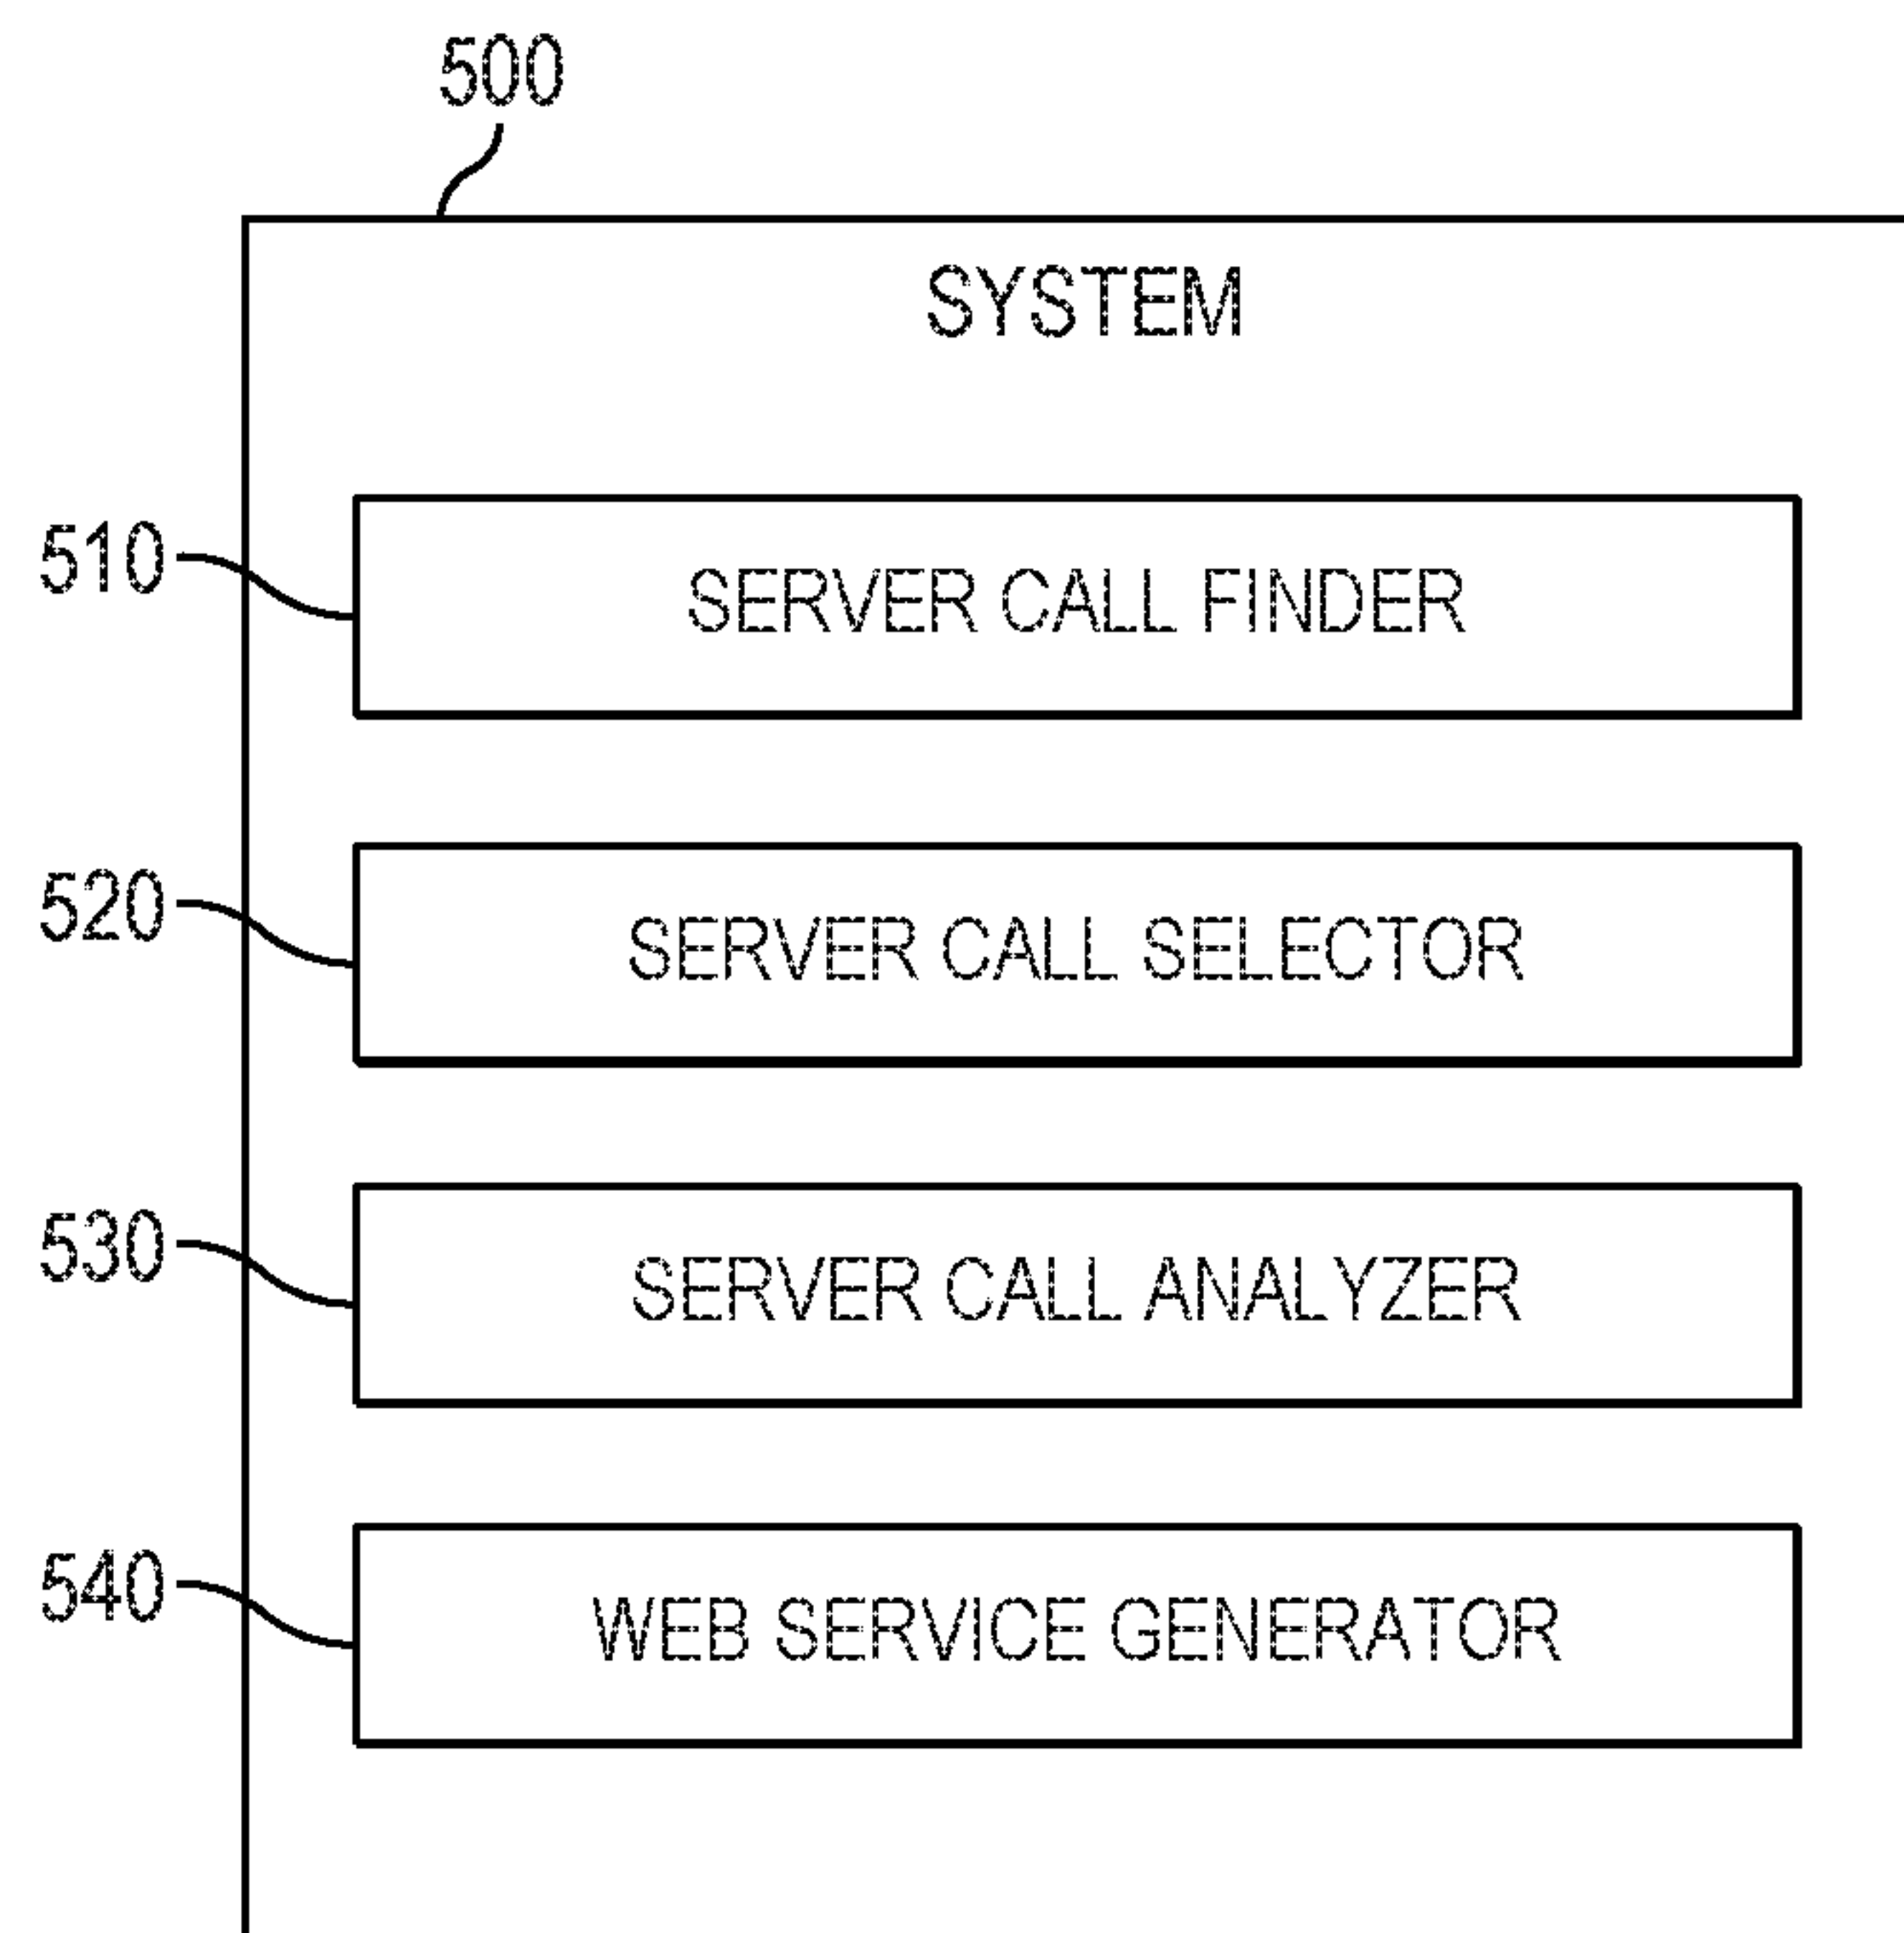 500
SYSTEM
510
SERVER CALL FINDER
520
SERVER CALL SELECTOR
530
SERVER CALL ANALYZER
540
WEB SERVICE GENERATOR